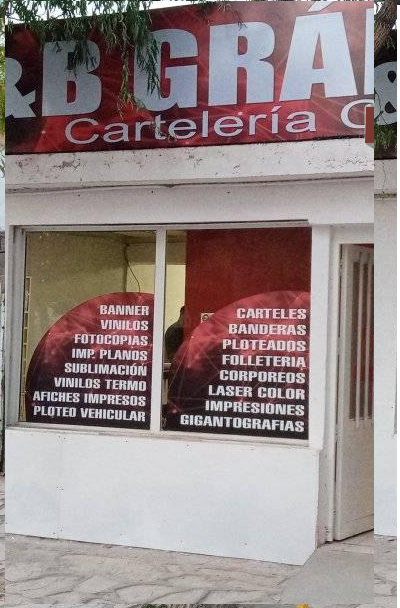 &B GRÁ
Cartelería
BANNER
VINILOS
FOTOCOPIAS
IMP. PLANOS
SUBLIMACIÓN
VINILOS TERMO
AFICHES IMPRESOS
PLOTEO VEHICULAR
CARTELES
BANDERAS
PLOTEADOS
FOLLETERIA
CORPOREOS
LASER COLOR
IMPRESIONES
GIGANTOGRAFIAS